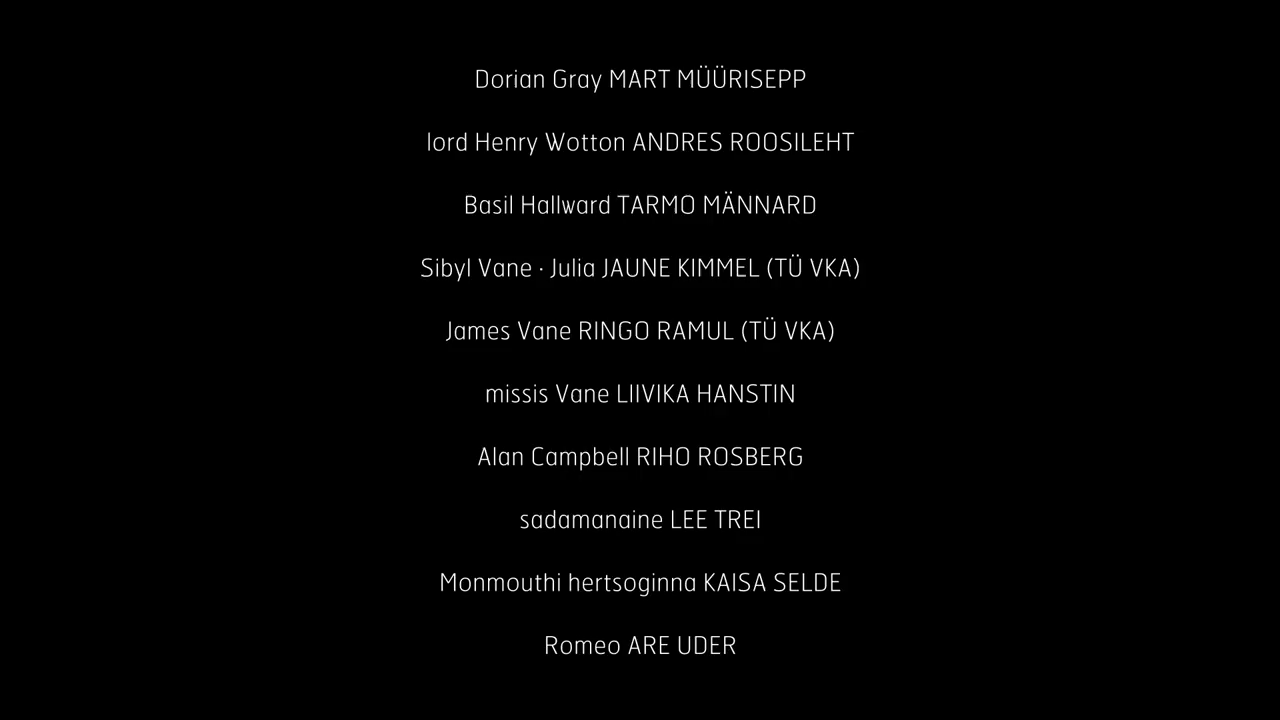 Dorian Gray MART MÜÜRISEPP
lord Henry Wotton ANDRES ROOSILEHT
Basil Hallward TARMO MÄNNARD
Sibyl Vane · Julia JAUNE KIMMEL (TÜ VKA)
James Vane RINGO RAMUL (TÜ VKA)
missis Vane LIIVIKA HANSTIN
Alan Campbell RIHO ROSBERG
sadamanaine LEE TREI
Monmouthi hertsoginna KAISA SELDE
Romeo ARE UDER